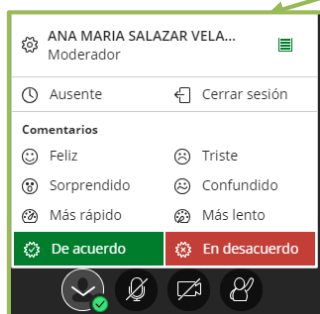 ANA MARIA SALAZAR VELA...
Moderador
Ausente Cerrar sesión
Comentarios
Feliz Triste
Sorprendido Confundido
Más rápido Más lento
De acuerdo En desacuerdo